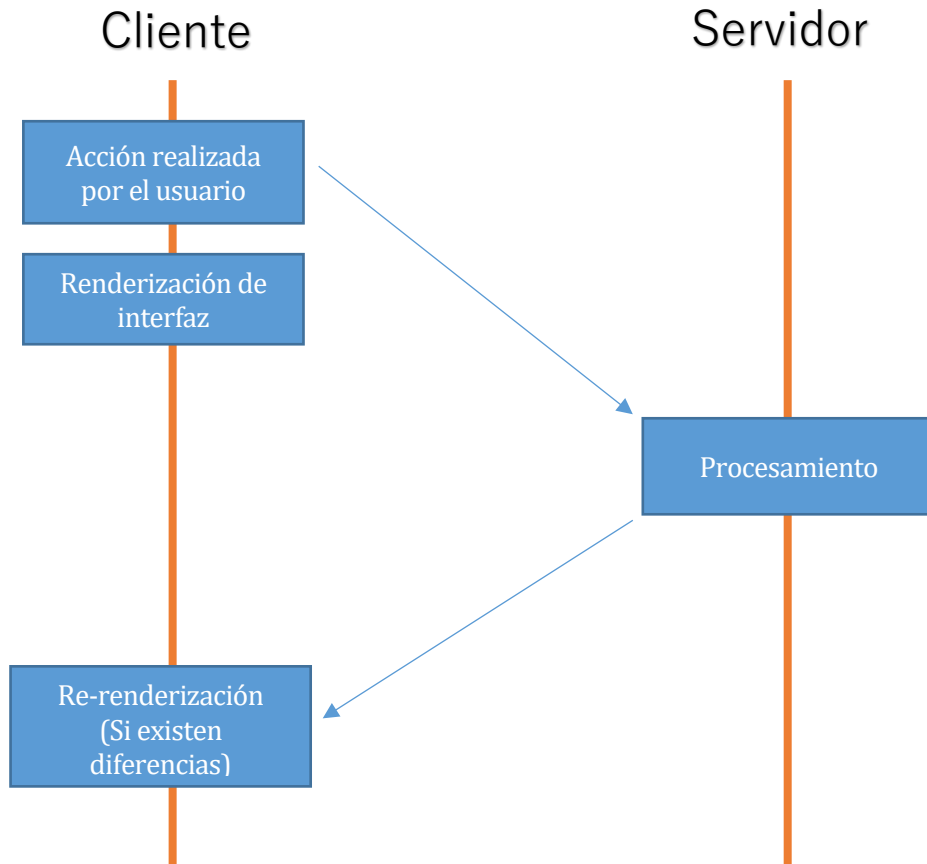 Cliente
Servidor
Acción realizada
por el usuario
Renderización de
interfaz
Procesamiento
Re-renderización
(Si existen
diferencias)